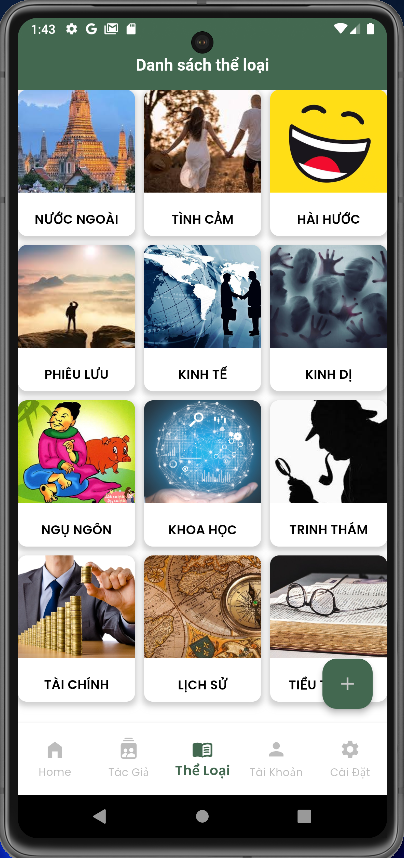 1:43
Danh sách thể loại
NƯỚC NGOÀI
TÌNH CẢM
HÀI HƯỚC
PHIÊU LƯU
KINH TẾ
KINH DỊ
NGỤ NGÔN
KHOA HỌC
TRINH THÁM
TÀI CHÍNH
LỊCH SỬ
TIỂU
Home
Tác Giả
Thể Loại
Tài Khoản
Cài Đặt